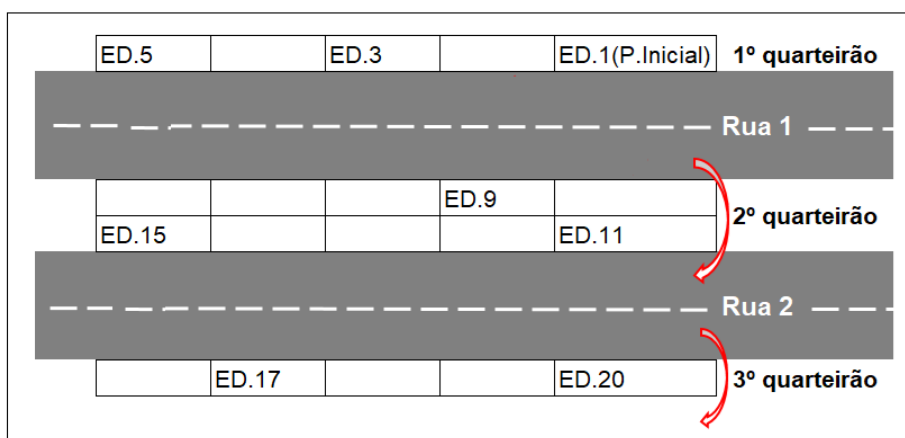 ED.5 ED.3 ED.1(P.Inicial) 1º quarteirão
Rua 1
ED.9
2º quarteirão
ED.15 ED.11
Rua 2
ED.17 ED.20 3º quarteirão